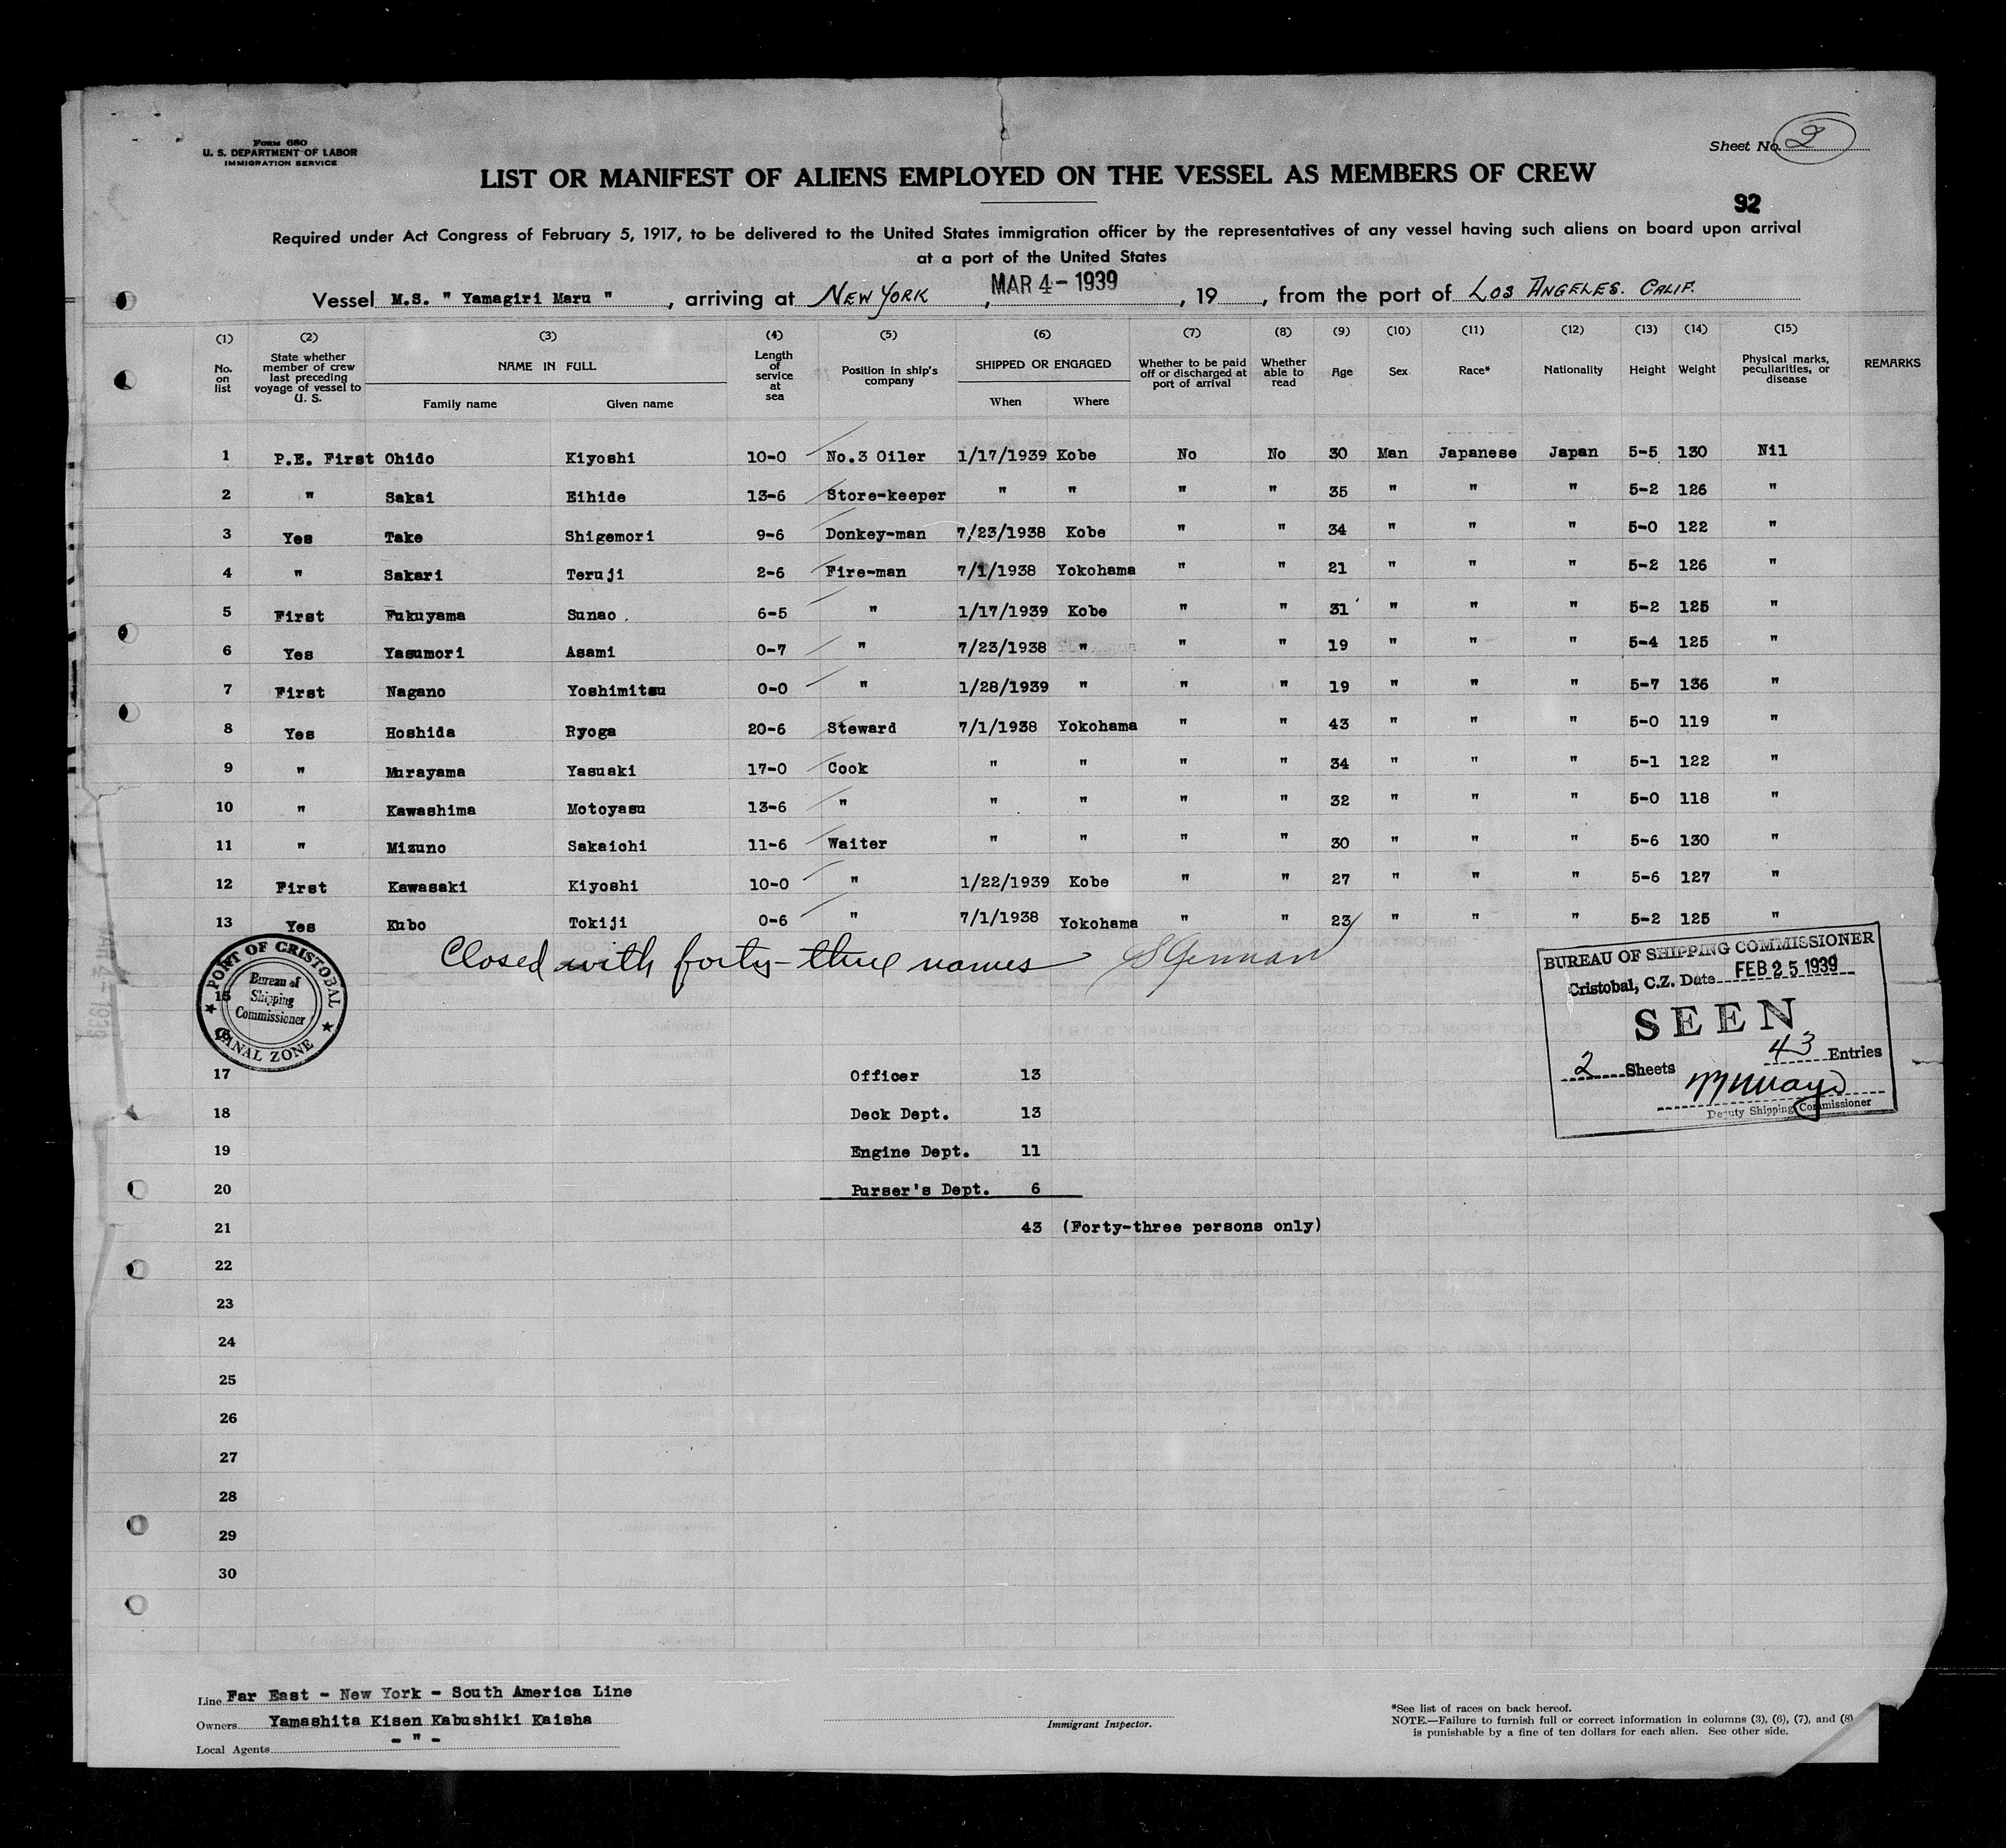 Form 680
U. S. DEPARTMENT OF LABOR
IMMIGRATION SERVICE
Sheet No. 2
LIST OR MANIFEST OF ALIENS EMPLOYED ON THE VESSEL AS MEMBERS OF CREW
92
Required under Act Congress of February 5, 1917, to be delivered to the United States immigration officer by the representatives of any vessel having such aliens on board upon arrival
at a port of the United States
Vessel M.S. " Yamagiri Maru ", arriving at NEW YORK, MAR 4 - 1939, 19, from the port of LOS ANGELES. CALIF.
(1) (2) (3) (4) (5) (6) (7) (8) (9) (10) (11) (12) (13) (14) (15)
No. on list State whether member of crew last preceding voyage of vessel to U. S. NAME IN FULL Family name Given name Length of service at sea Position in ship's company SHIPPED OR ENGAGED When Where Whether to be paid off or discharged at port of arrival Whether able to read Age Sex Race* Nationality Height Weight Physical marks, peculiarities, or disease REMARKS
1 P.E. First Ohido Kiyoshi 10-0 No.3 Oiler 1/17/1939 Kobe No No 30 Man Japanese Japan 5-5 130 Nil
2 " Sakai Eihide 13-6 Store-keeper " " " " 35 " " " 5-2 126 "
3 Yes Take Shigemori 9-6 Donkey-man 7/23/1938 Kobe " " 34 " " " 5-0 122 "
4 " Sakari Teruji 2-6 Fire-man 7/1/1938 Yokohama " " 21 " " " 5-2 126 "
5 First Fukuyama Sunao 6-5 " 1/17/1939 Kobe " " 31 " " " 5-2 125 "
6 Yes Yasumori Asami 0-7 " 7/23/1938 " " " 19 " " " 5-4 125 "
7 First Nagano Yoshimitsu 0-0 " 1/28/1939 " " " 19 " " " 5-7 136 "
8 Yes Hoshida Ryoga 20-6 Steward 7/1/1938 Yokohama " " 43 " " " 5-0 119 "
9 " Murayama Yasuaki 17-0 Cook " " " " 34 " " " 5-1 122 "
10 " Kawashima Motoyasu 13-6 " " " " " 32 " " " 5-0 118 "
11 " Mizuno Sakaichi 11-6 Waiter " " " " 30 " " " 5-6 130 "
12 First Kawasaki Kiyoshi 10-0 " 1/22/1939 Kobe " " 27 " " " 5-6 127 "
13 Yes Kubo Tokiji 0-6 " 7/1/1938 Yokohama " " 23 " " " 5-2 125 "
Closed with forty-three names
PORT OF CRISTOBAL
Bureau of
Shipping
Commissioner
CANAL ZONE
15
BUREAU OF SHIPPING COMMISSIONER
Cristobal, C.Z. Date FEB 25 1939
SEEN
2 Sheets 43 Entries
Deputy Shipping Commissioner
17 Officer 13
18 Deck Dept. 13
19 Engine Dept. 11
20 Purser's Dept. 6
21 43 (Forty-three persons only)
22
23
24
25
26
27
28
29
30
Line Far East - New York - South America Line
Owners Yamashita Kisen Kabushiki Kaisha
Local Agents - " -
Immigrant Inspector.
*See list of races on back hereof.
NOTE.—Failure to furnish full or correct information in columns (3), (6), (7), and (8)
is punishable by a fine of ten dollars for each alien. See other side.